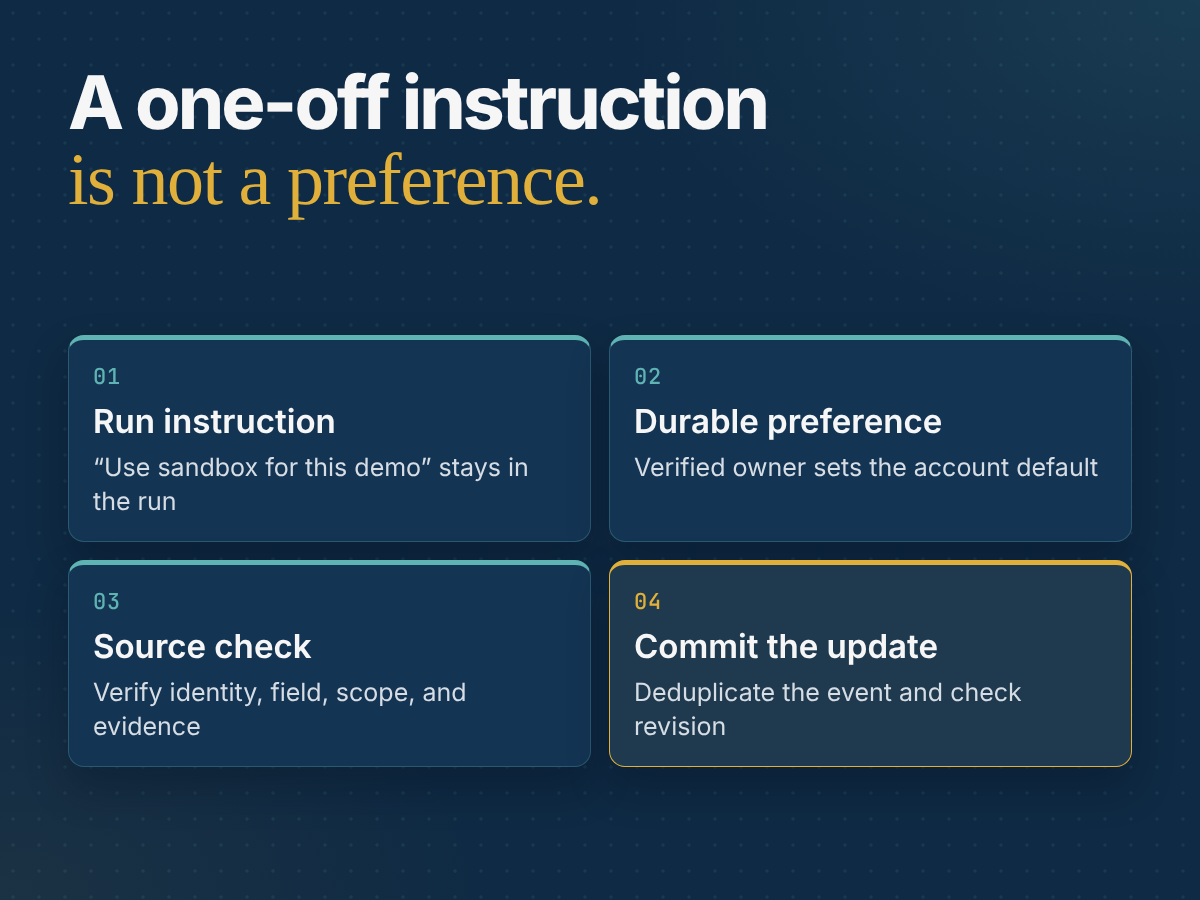 A one-off instruction
is not a preference.
01
Run instruction
“Use sandbox for this demo” stays in
the run
02
Durable preference
Verified owner sets the account default
03
Source check
Verify identity, field, scope, and
evidence
04
Commit the update
Deduplicate the event and check
revision